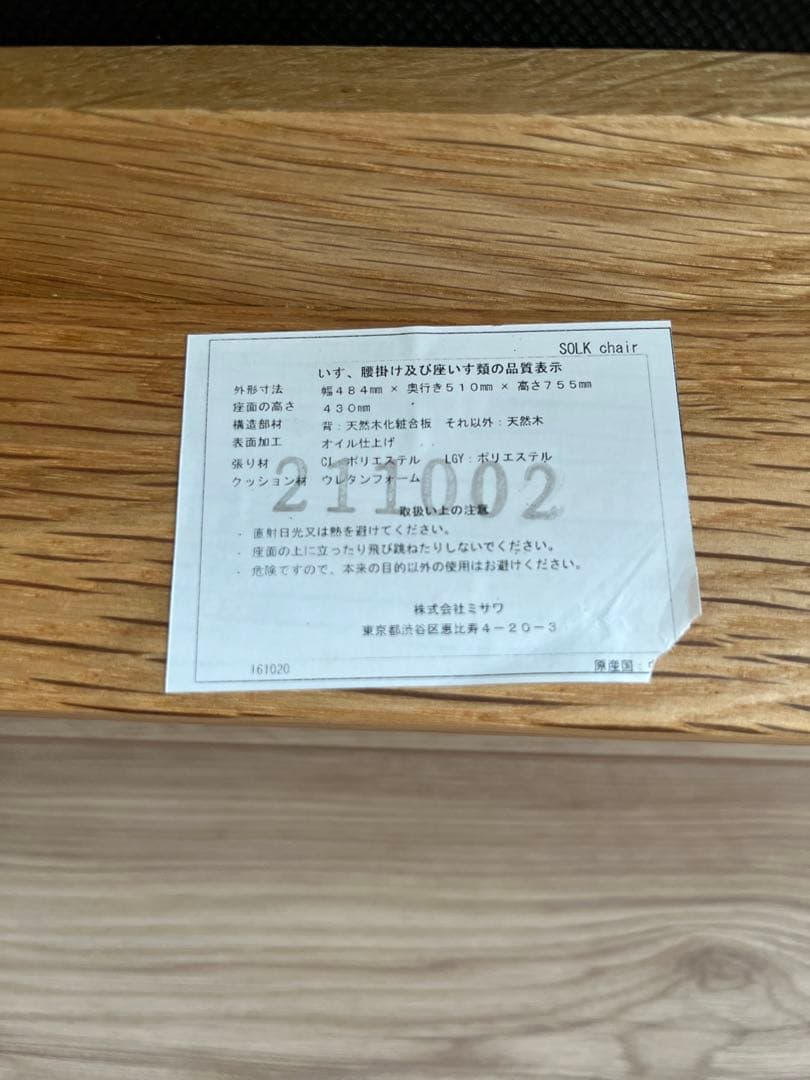 SOLK chair
いす、腰掛け及び座いす類の品質表示
外形寸法 幅484mm × 奥行き510mm × 高さ755mm
座面の高さ 430mm
構造部材 背:天然木化粧合板 それ以外:天然木
表面加工 オイル仕上げ
張り材 ポリエステル LGY:ポリエステル
クッション材 ウレタンフォーム
211002
取扱い上の注意
・ 直射日光又は熱を避けてください。
・ 座面の上に立ったり飛び跳ねたりしないでください。
・ 危険ですので、本来の目的以外の使用はお避けください。
株式会社ミサワ
東京都渋谷区恵比寿4-20-3
161020 原産国: